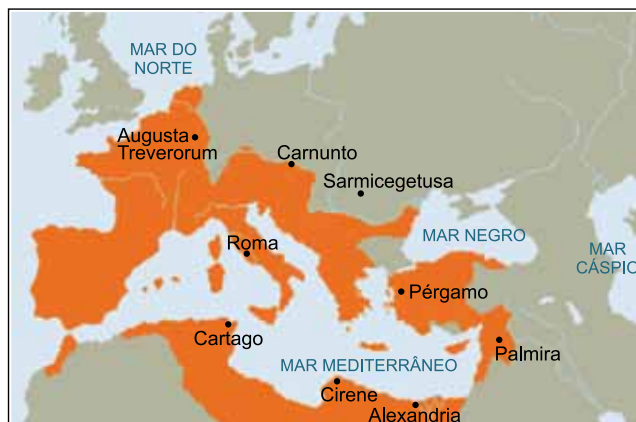 MAR DO
NORTE
Augusta
Treverorum
Carnunto
Sarmicegetusa
Roma
MAR NEGRO
MAR
CÁSPIO
Pérgamo
Cartago
Palmira
MAR MEDITERRÂNEO
Cirene
Alexandria